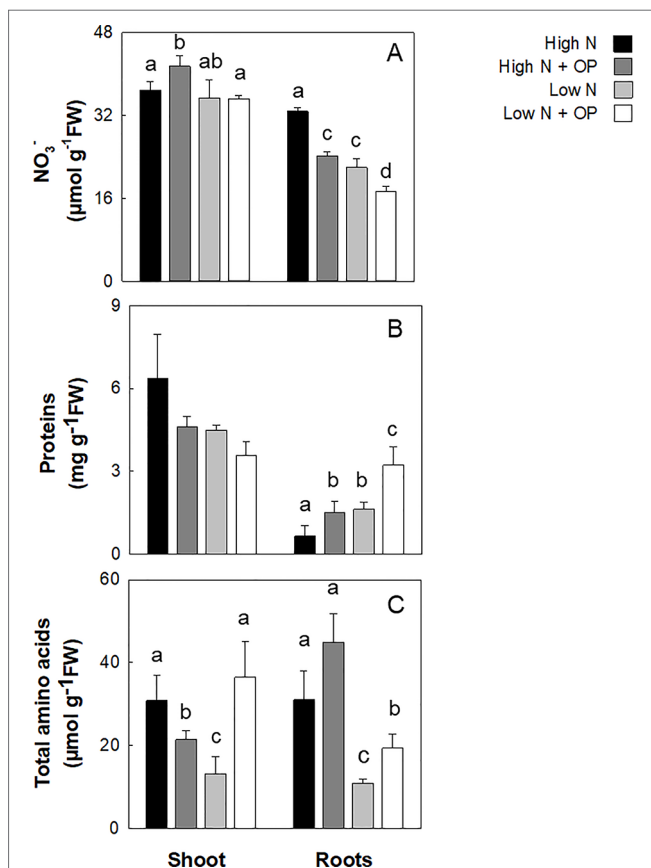 High N
High N + OP
Low N
Low N + OP
A
NO₃⁻
(µmol g⁻¹FW)
48
32
16
0
a
b
ab
a
a
c
c
d
B
Proteins
(mg g⁻¹FW)
9
6
3
0
a
b
b
c
C
Total amino acids
(µmol g⁻¹FW)
60
40
20
0
a
b
c
a
a
a
c
b
Shoot Roots